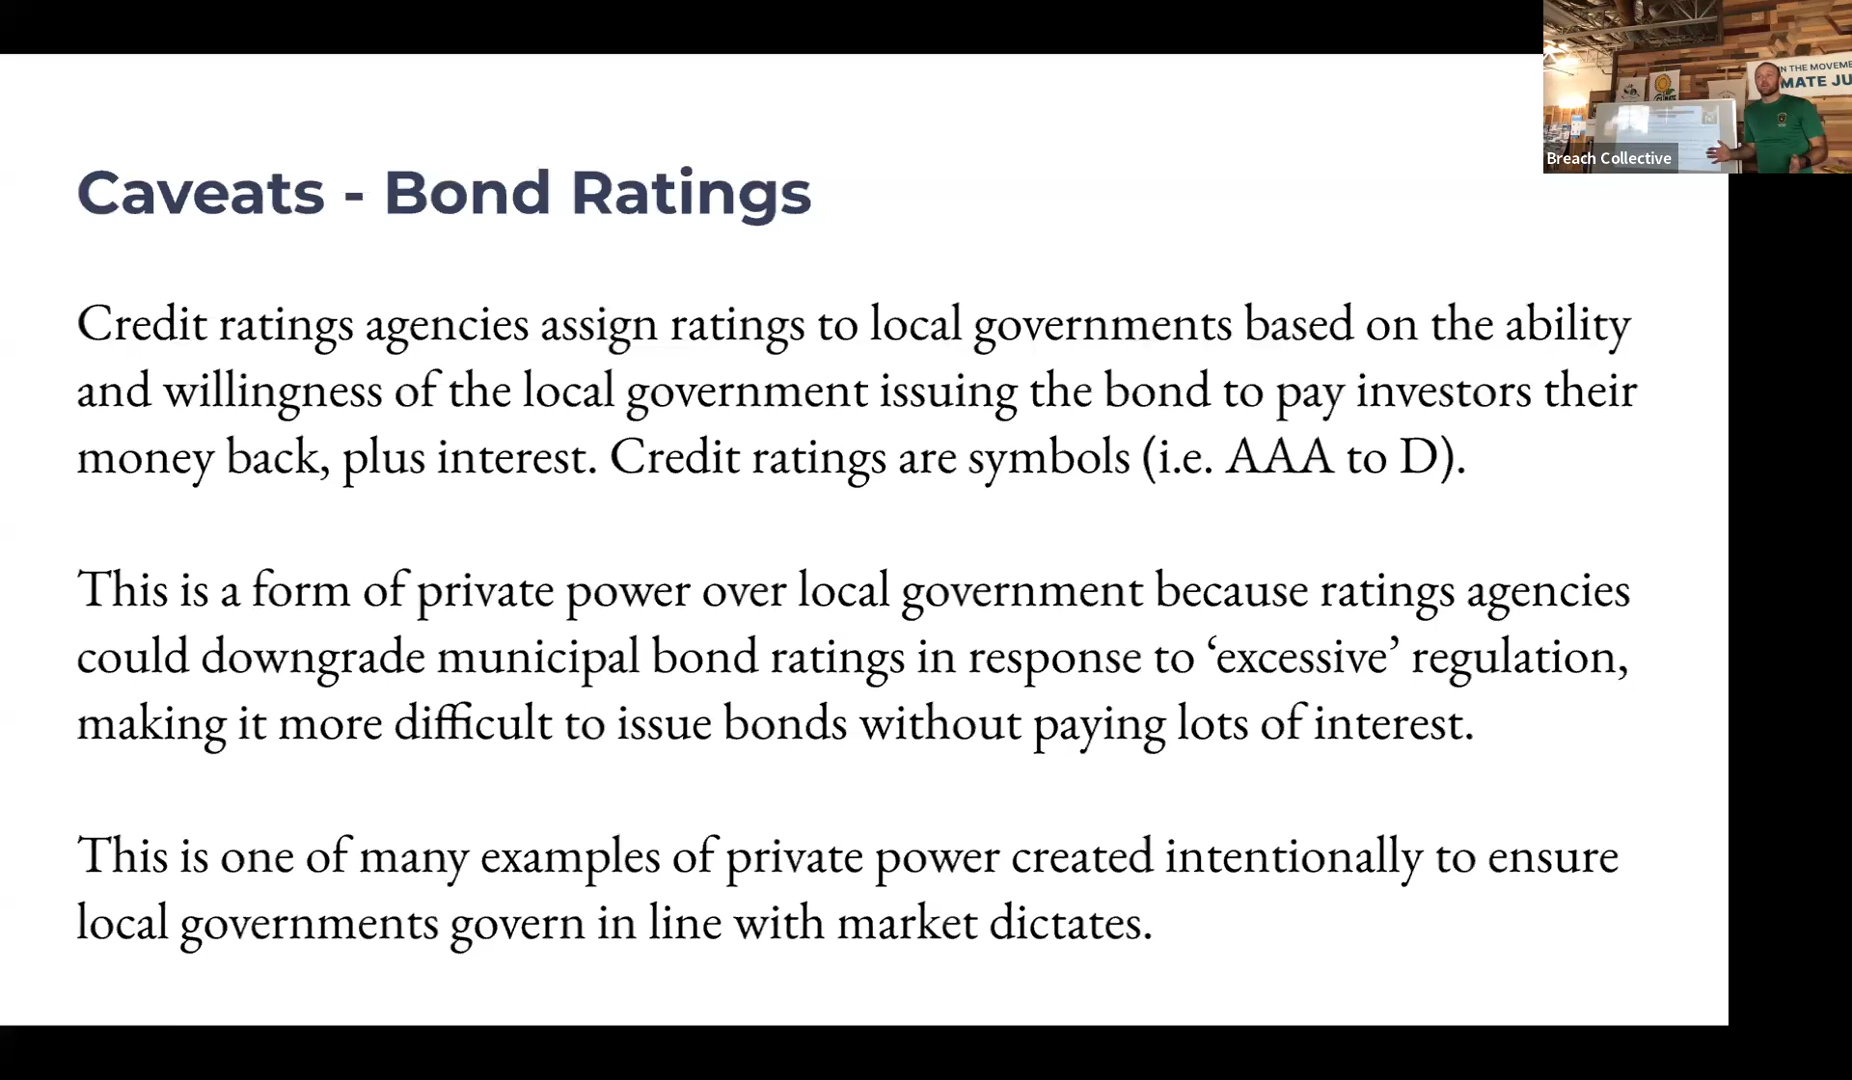 N THE MOVEME
MATE JU
Breach Collective
Caveats - Bond Ratings
Credit ratings agencies assign ratings to local governments based on the ability
and willingness of the local government issuing the bond to pay investors their
money back, plus interest. Credit ratings are symbols (i.e. AAA to D).
This is a form of private power over local government because ratings agencies
could downgrade municipal bond ratings in response to ‘excessive’ regulation,
making it more difficult to issue bonds without paying lots of interest.
This is one of many examples of private power created intentionally to ensure
local governments govern in line with market dictates.